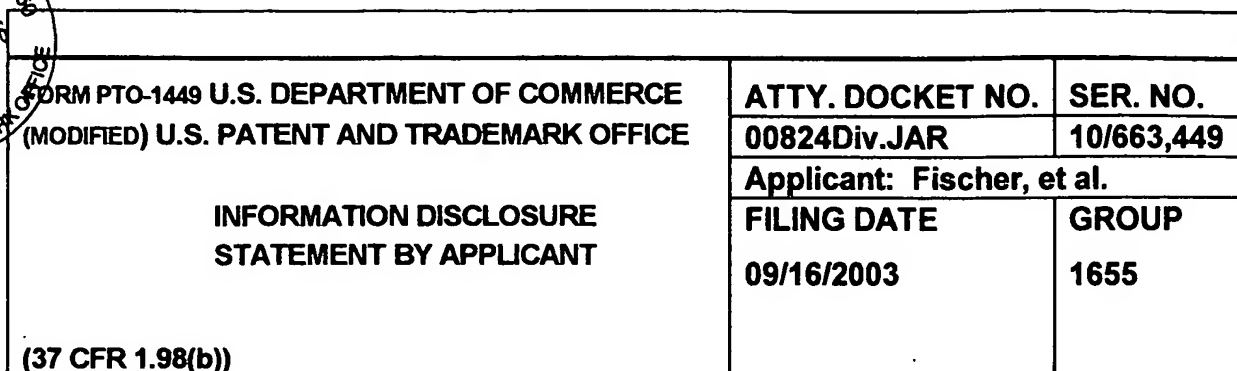 OFFICE
FORM PTO-1449 U.S. DEPARTMENT OF COMMERCE
(MODIFIED) U.S. PATENT AND TRADEMARK OFFICE
INFORMATION DISCLOSURE
STATEMENT BY APPLICANT
(37 CFR 1.98(b))
ATTY. DOCKET NO. SER. NO.
00824Div.JAR 10/663,449
Applicant: Fischer, et al.
FILING DATE GROUP
09/16/2003 1655